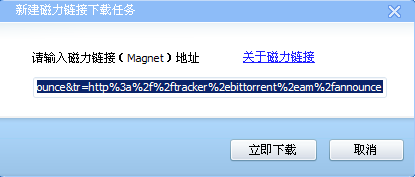 新建磁力链接下载任务
请输入磁力链接（Magnet）地址 关于磁力链接
ounce&tr=http%3a%2f%2ftracker%2ebittorrent%2eam%2fannounce
立即下载 取消